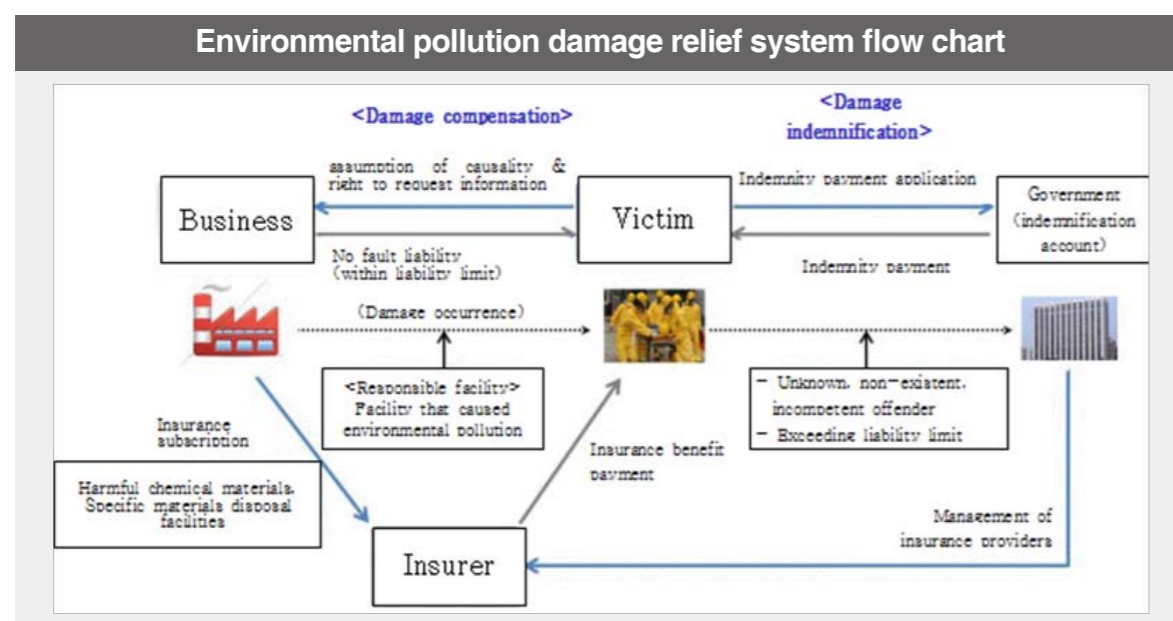 Environmental pollution damage relief system flow chart
<Damage compensation>
<Damage
indemnification>
assumption of causality &
right to request information
Indemnity payment application
Business
Victim
Government
(indemnification
account)
No fault liability
(within liability limit)
Indemnity payment
(Damage occurrence)
<Responsible facility>
Facility that caused
environmental pollution
- Unknown, non-existent,
incompetent offender
- Exceeding liability limit
Insurance
subscription
Insurance benefit
payment
Harmful chemical materials,
Specific materials disposal
facilities
Management of
insurance providers
Insurer